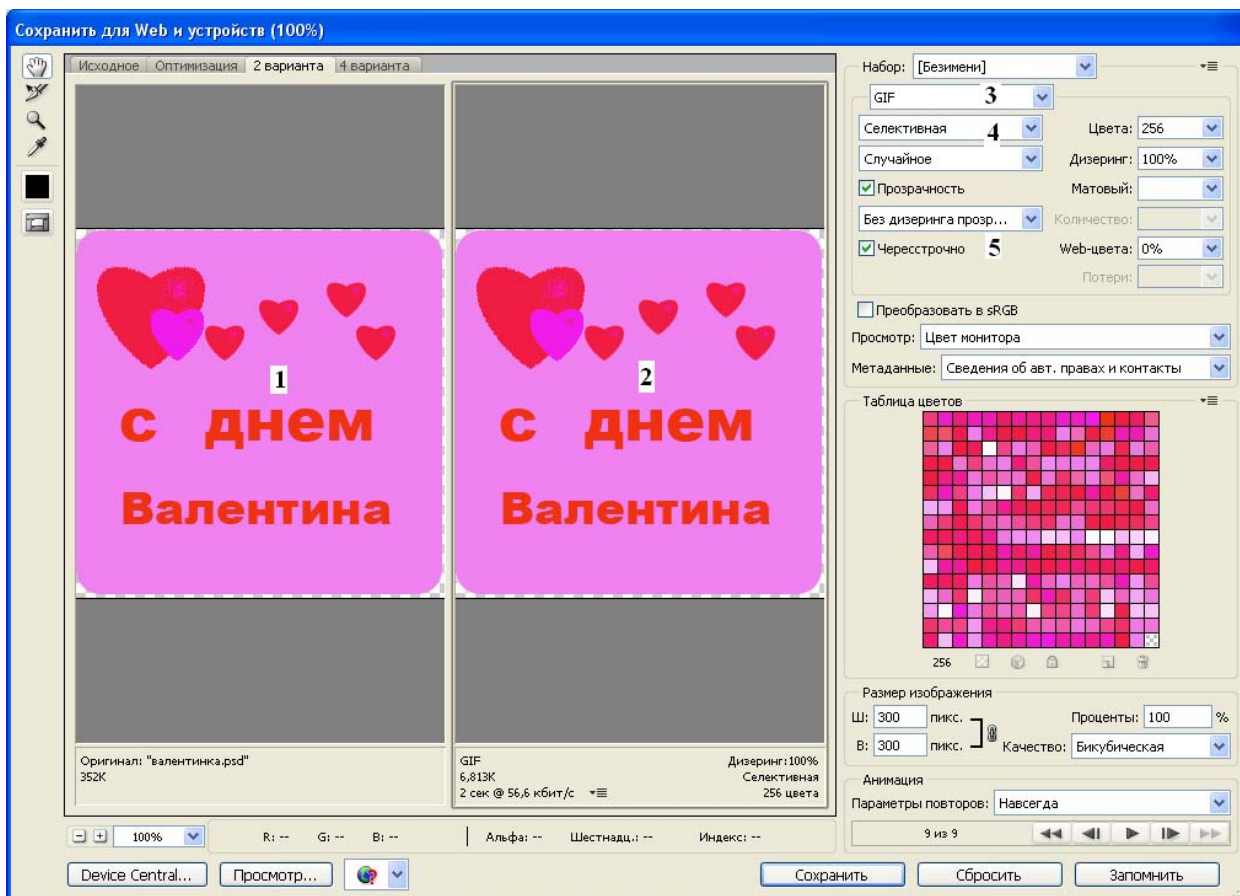 Сохранить для Web и устройств (100%)
Исходное Оптимизация 2 варианта 4 варианта
1
с днем
Валентина
2
с днем
Валентина
Оригинал: "валентинка.psd"
352K
GIF Дизеринг:100%
6,813K Селективная
2 сек @ 56,6 кбит/с 256 цвета
100% R: -- G: -- B: -- Альфа: -- Шестнадц.: -- Индекс: --
Device Central... Просмотр...
Набор: [Безимени]
GIF 3
Селективная 4 Цвета: 256
Случайное Дизеринг: 100%
Прозрачность Матовый:
Без дизеринга прозр... Количество:
Чересстрочно 5 Web-цвета: 0%
Потери:
Преобразовать в sRGB
Просмотр: Цвет монитора
Метаданные: Сведения об авт. правах и контакты
Таблица цветов
256
Размер изображения
Ш: 300 пикс. Проценты: 100 %
В: 300 пикс. Качество: Бикубическая
Анимация
Параметры повторов: Навсегда
9 из 9
Сохранить Сбросить Запомнить